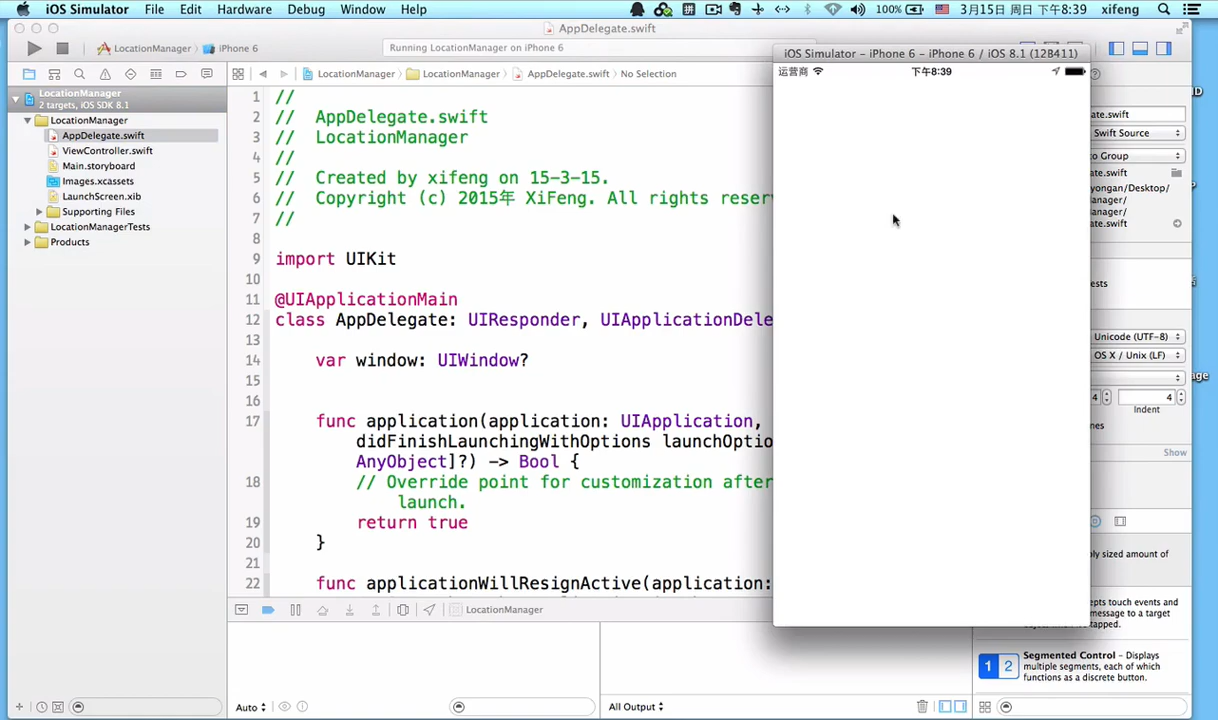 iOS Simulator File Edit Hardware Debug Window Help 100% 3月15日 周日 下午8:39 xifeng
AppDelegate.swift
LocationManager iPhone 6 Running LocationManager on iPhone 6
iOS Simulator – iPhone 6 – iPhone 6 / iOS 8.1 (12B411)
运营商 下午8:39
LocationManager LocationManager AppDelegate.swift No Selection
LocationManager
2 targets, iOS SDK 8.1
LocationManager
AppDelegate.swift
ViewController.swift
Main.storyboard
Images.xcassets
LaunchScreen.xib
Supporting Files
LocationManagerTests
Products
1 //
2 // AppDelegate.swift
3 // LocationManager
4 //
5 // Created by xifeng on 15-3-15.
6 // Copyright (c) 2015年 XiFeng. All rights reserv
7 //
8
9 import UIKit
10
11 @UIApplicationMain
12 class AppDelegate: UIResponder, UIApplicationDele
13
14 var window: UIWindow?
15
16
17 func application(application: UIApplication,
didFinishLaunchingWithOptions launchOptio
AnyObject]?) -> Bool {
18 // Override point for customization after
launch.
19 return true
20 }
21
22 func applicationWillResignActive(application:
LocationManager
Auto
All Output
ID
ate.swift
Swift Source
to Group
ate.swift
yongan/Desktop/
anager/
anager/
ate.swift
ests
Unicode (UTF-8)
OS X / Unix (LF)
age
4 4
Indent
nes
Show
ply sized amount of
epts touch events and
message to a target
n it's tapped.
1 2
Segmented Control – Displays
multiple segments, each of which
functions as a discrete button.